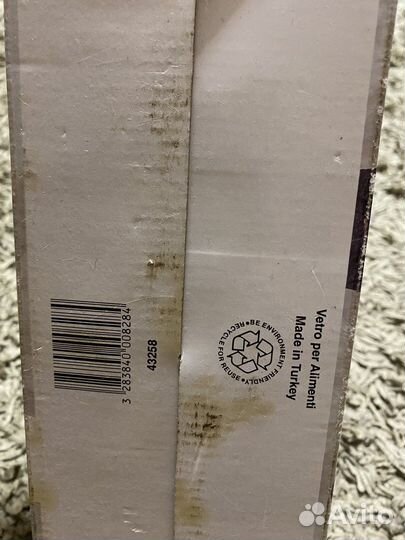 3 283840 008284
43258
RECYCLE FOR REUSE • BE ENVIRONMENT FRIENDLY •
Vetro per Alimenti
Made in Turkey
Avito